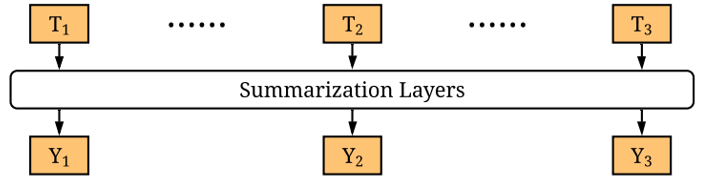 T₁ ...... T₂ ...... T₃
Summarization Layers
Y₁ Y₂ Y₃